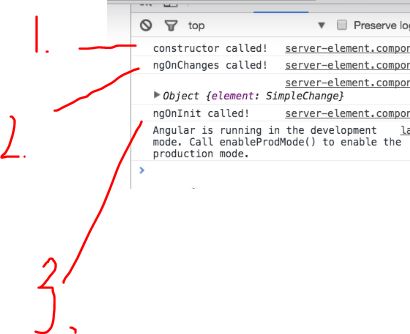 top ▼ Preserve log
1. constructor called! server-element.compon
2. ngOnChanges called! server-element.compon
server-element.compon
▶ Object {element: SimpleChange}
3. ngOnInit called! server-element.compon
Angular is running in the development la
mode. Call enableProdMode() to enable the
production mode.
>